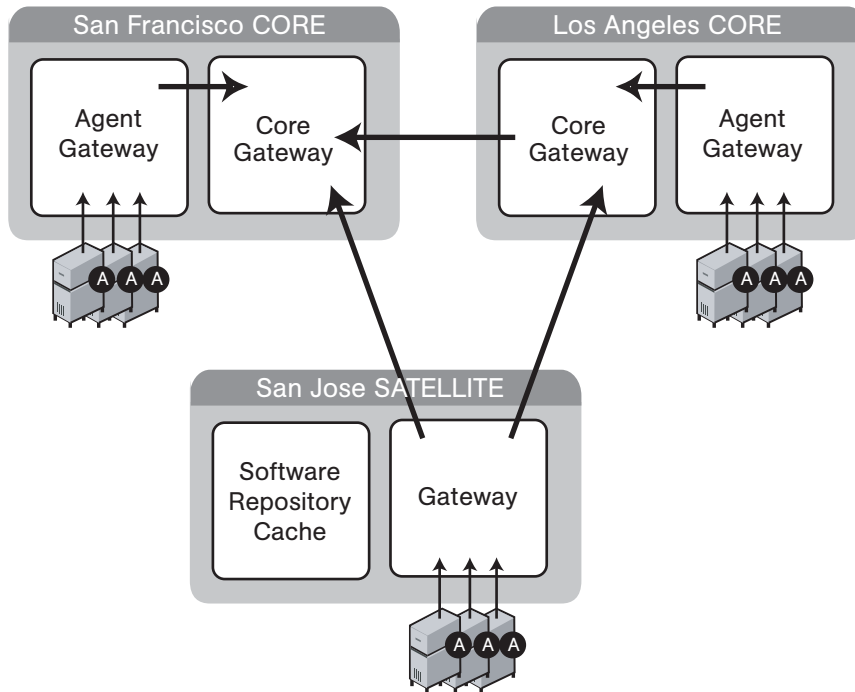 San Francisco CORE
Agent
Gateway
Core
Gateway
A A A
Los Angeles CORE
Core
Gateway
Agent
Gateway
A A A
San Jose SATELLITE
Software
Repository
Cache
Gateway
A A A